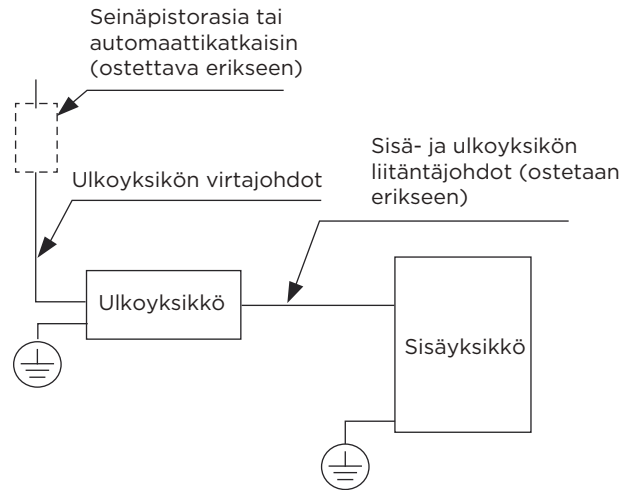 Seinäpistorasia tai
automaattikatkaisin
(ostettava erikseen)
Sisä- ja ulkoyksikön
liitäntäjohdot (ostetaan
erikseen)
Ulkoyksikön virtajohdot
Ulkoyksikkö
Sisäyksikkö